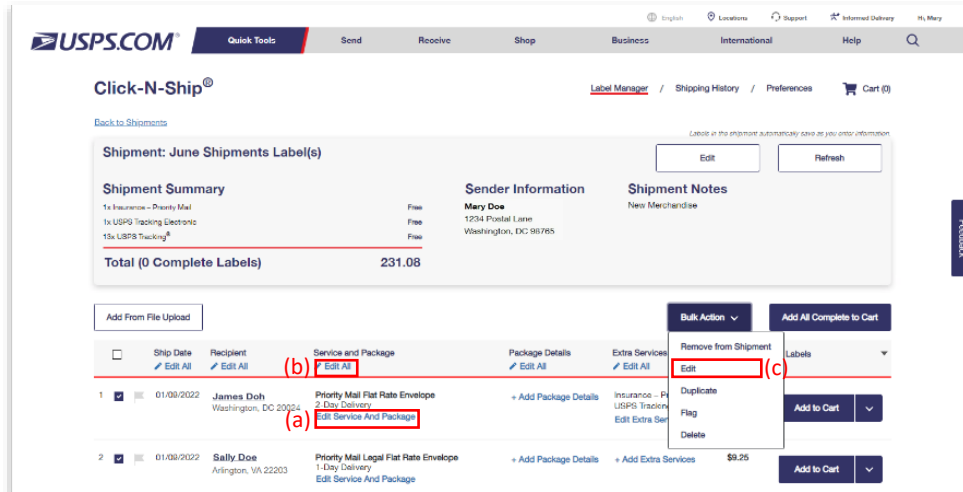 English Locations Support Informed Delivery Hi, Mary
USPS.COM® Quick Tools Send Receive Shop Business International Help
Click-N-Ship®
Label Manager / Shipping History / Preferences Cart (0)
Back to Shipments
Labels in the shipment automatically save as you enter information.
Shipment: June Shipments Label(s) Edit Refresh
Shipment Summary Sender Information Shipment Notes
1x Insurance – Priority Mail Free Mary Doe New Merchandise
1x USPS Tracking Electronic Free 1234 Postal Lane
13x USPS Tracking® Free Washington, DC 98765
Total (0 Complete Labels) 231.08
Feedback
Add From File Upload Bulk Action Add All Complete to Cart
Ship Date Recipient Service and Package Package Details Extra Services Labels
Edit All Edit All (b) Edit All Edit All Edit All
Remove from Shipment
Edit (c)
Duplicate
Flag
Delete
1 01/09/2022 James Doh Priority Mail Flat Rate Envelope + Add Package Details Insurance – Pr Add to Cart
Washington, DC 20024 2-Day Delivery USPS Trackin
(a) Edit Service And Package Edit Extra Ser
2 01/09/2022 Sally Doe Priority Mail Legal Flat Rate Envelope + Add Package Details + Add Extra Services $9.25 Add to Cart
Arlington, VA 22203 1-Day Delivery
Edit Service And Package